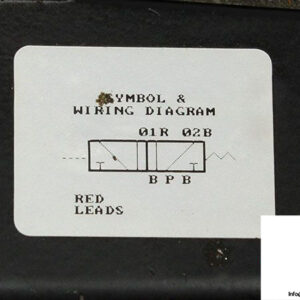 SYMBOL &
WIRING DIAGRAM
01R 02B
B P B
RED
LEADS